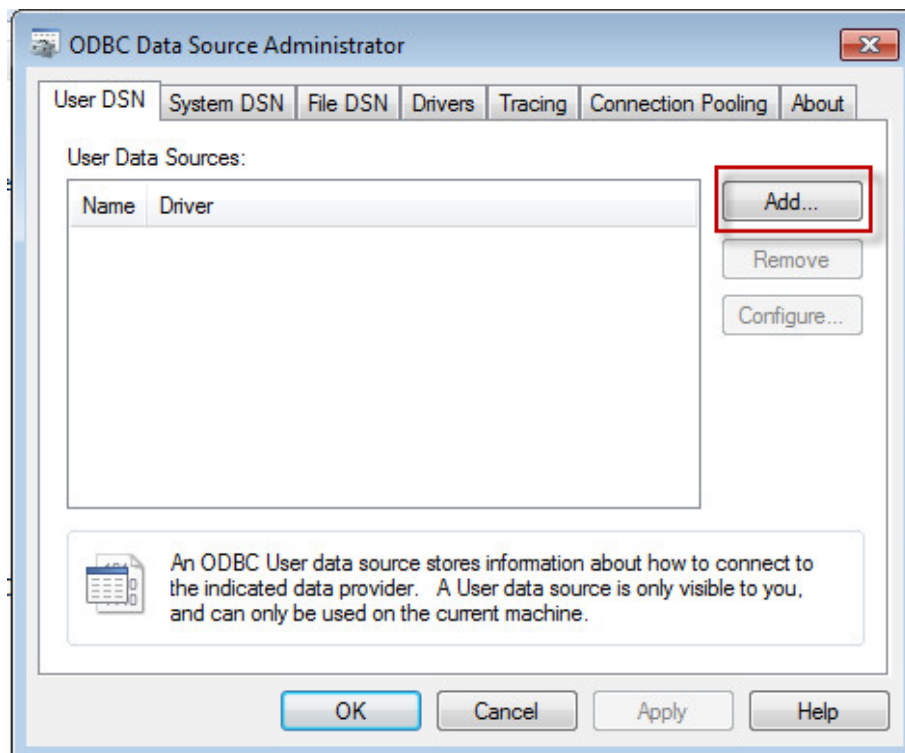 ODBC Data Source Administrator
User DSN System DSN File DSN Drivers Tracing Connection Pooling About
User Data Sources:
Name Driver
Add...
Remove
Configure...
An ODBC User data source stores information about how to connect to
the indicated data provider. A User data source is only visible to you,
and can only be used on the current machine.
OK Cancel Apply Help